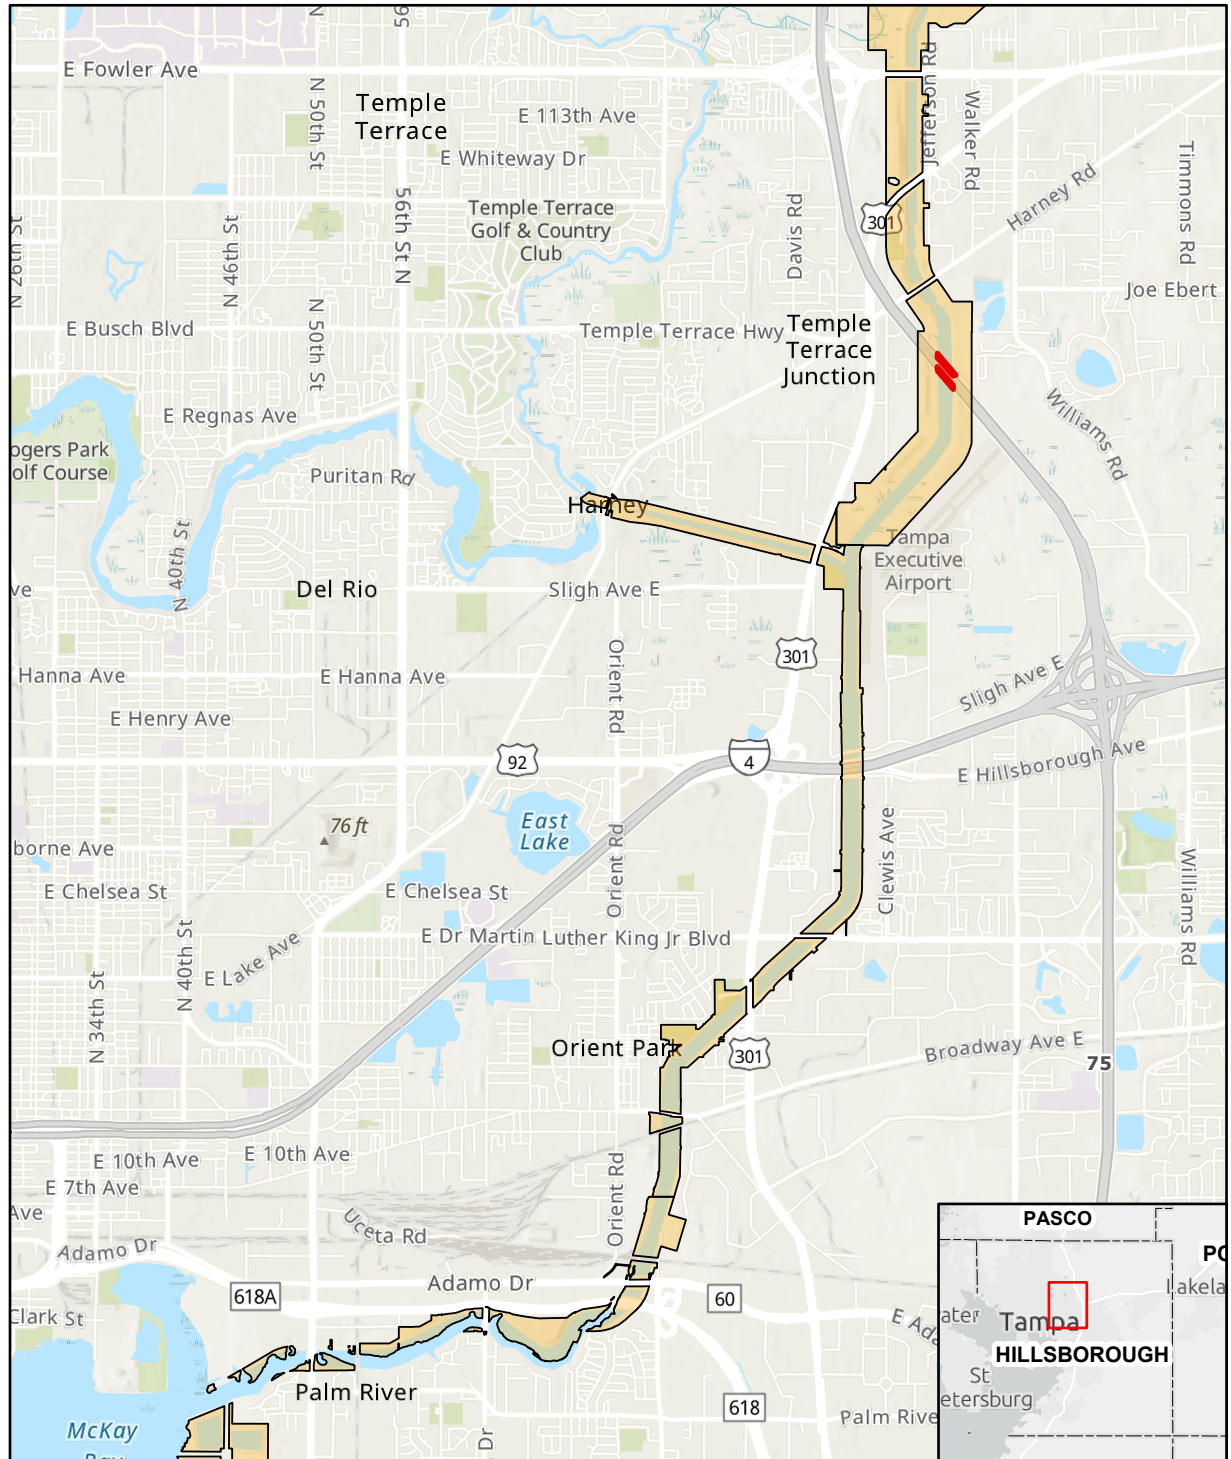 N
56
E Fowler Ave
Temple
Terrace
N 50th St
E 113th Ave
Jefferson Rd
Walker Rd
E Whiteway Dr
Timmons Rd
Harney Rd
N 26th St
N 46th St
56th St N
Temple Terrace
Golf & Country
Club
Davis Rd
301
Joe Ebert
E Busch Blvd
N 50th St
Temple Terrace Hwy
Temple
Terrace
Junction
E Regnas Ave
Williams Rd
ogers Park
olf Course
Puritan Rd
Harney
N 40th St
Tampa
Executive
Airport
ve
Del Rio
Sligh Ave E
Orient Rd
301
Hanna Ave
E Hanna Ave
Sligh Ave E
E Henry Ave
92
4
E Hillsborough Ave
76 ft
East
Lake
borne Ave
Orient Rd
Clewis Ave
Williams Rd
E Chelsea St
E Chelsea St
E Dr Martin Luther King Jr Blvd
N 40th St
E Lake Ave
N 34th St
Orient Park
301
Broadway Ave E
75
E 10th Ave
E 10th Ave
E 7th Ave
Orient Rd
Ave
Uceta Rd
Adamo Dr
Adamo Dr
618A
60
Clark St
E Ada
Palm River
618
Palm Rive
McKay
Bay
Dr
PASCO
PO
Lakela
ater
Tampa
HILLSBOROUGH
St
etersburg